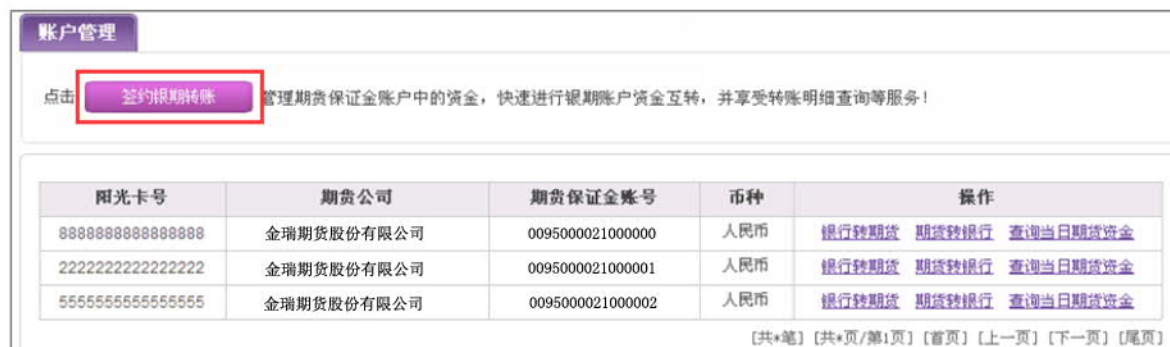 账户管理
点击 签约银期转账 管理期货保证金账户中的资金，快速进行银期账户资金互转，并享受转账明细查询等服务！
阳光卡号 期货公司 期货保证金账号 币种 操作
8888888888888888 金瑞期货股份有限公司 0095000021000000 人民币 银行转期货 期货转银行 查询当日期货资金
2222222222222222 金瑞期货股份有限公司 0095000021000001 人民币 银行转期货 期货转银行 查询当日期货资金
5555555555555555 金瑞期货股份有限公司 0095000021000002 人民币 银行转期货 期货转银行 查询当日期货资金
[共*笔] [共*页/第1页] [首页] [上一页] [下一页] [尾页]